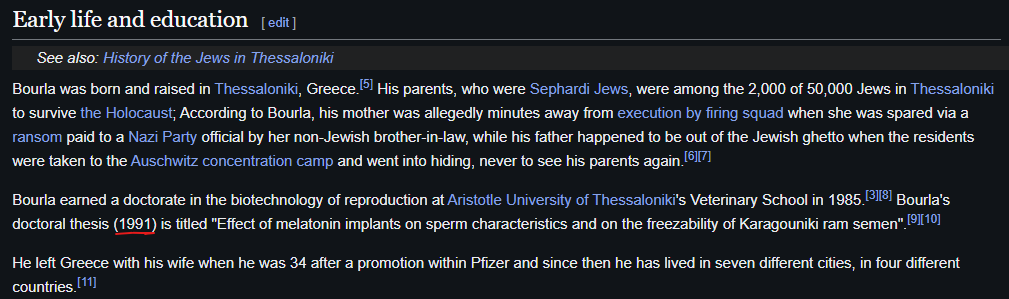 Early life and education [ edit ]
See also: History of the Jews in Thessaloniki
Bourla was born and raised in Thessaloniki, Greece.[5] His parents, who were Sephardi Jews, were among the 2,000 of 50,000 Jews in Thessaloniki
to survive the Holocaust; According to Bourla, his mother was allegedly minutes away from execution by firing squad when she was spared via a
ransom paid to a Nazi Party official by her non-Jewish brother-in-law, while his father happened to be out of the Jewish ghetto when the residents
were taken to the Auschwitz concentration camp and went into hiding, never to see his parents again.[6][7]
Bourla earned a doctorate in the biotechnology of reproduction at Aristotle University of Thessaloniki's Veterinary School in 1985.[3][8] Bourla's
doctoral thesis (1991) is titled "Effect of melatonin implants on sperm characteristics and on the freezability of Karagouniki ram semen".[9][10]
He left Greece with his wife when he was 34 after a promotion within Pfizer and since then he has lived in seven different cities, in four different
countries.[11]